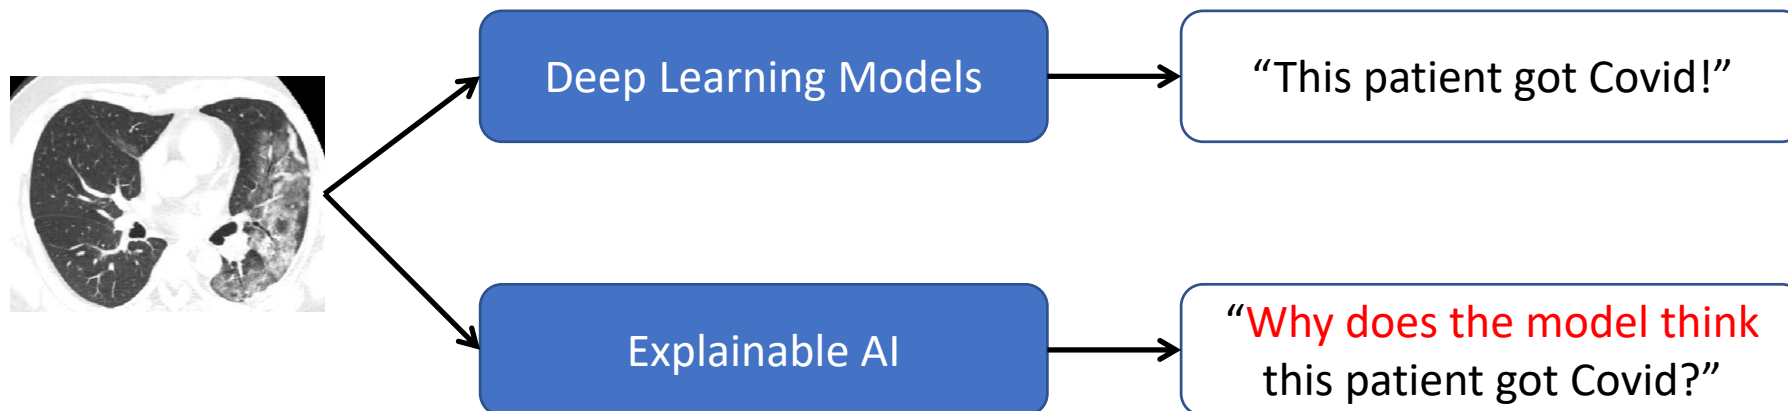 Deep Learning Models
“This patient got Covid!”
Explainable AI
“Why does the model think
this patient got Covid?”